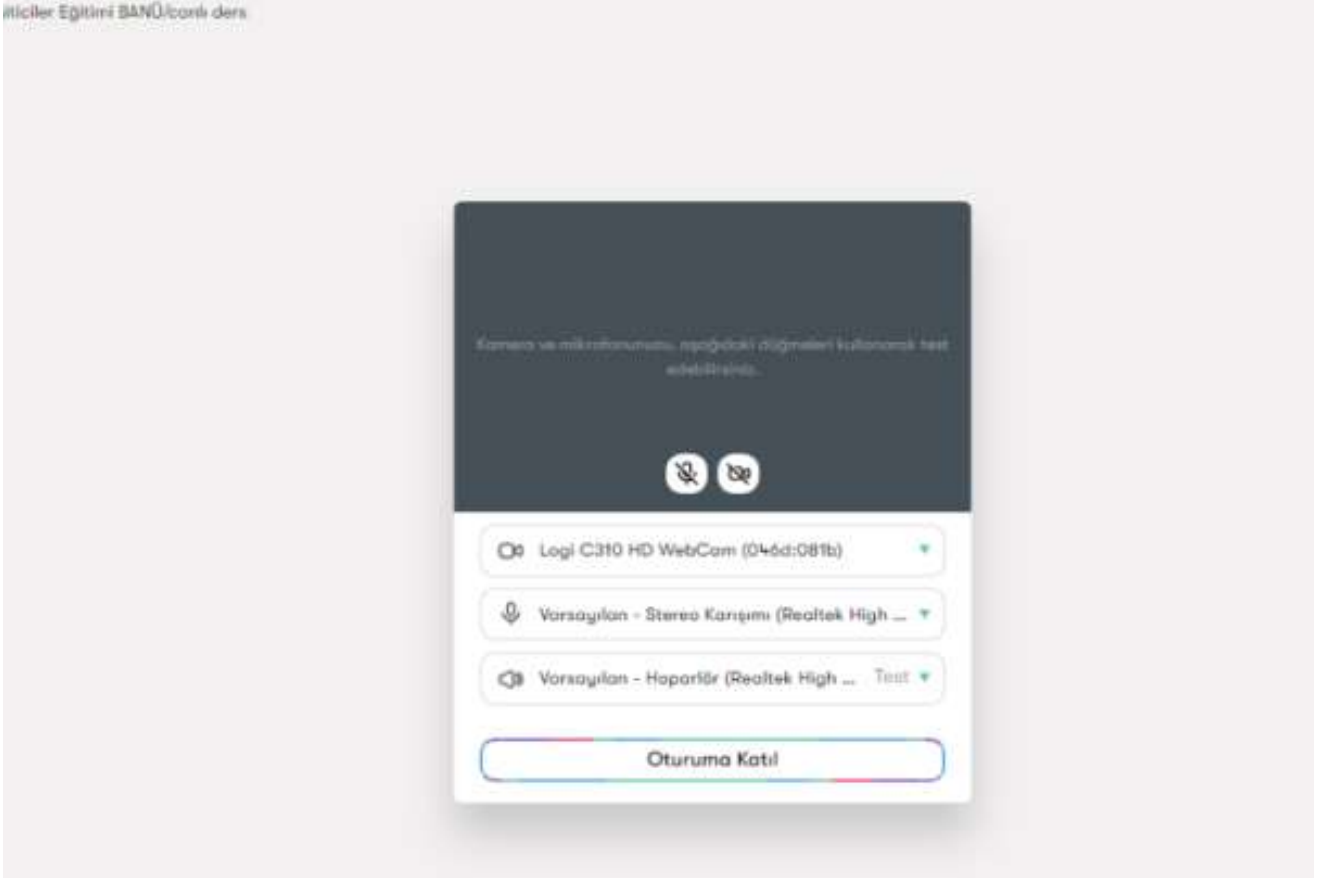 iticiler Eğitimi BANÜ/canlı ders
Kamera ve mikrofonunuzu, aşağıdaki düğmeleri kullanarak test
edebilirsiniz.
Logi C310 HD WebCam (046d:081b)
Varsayılan - Stereo Karışımı (Realtek High ...
Varsayılan - Hoparlör (Realtek High ... Test
Oturuma Katıl